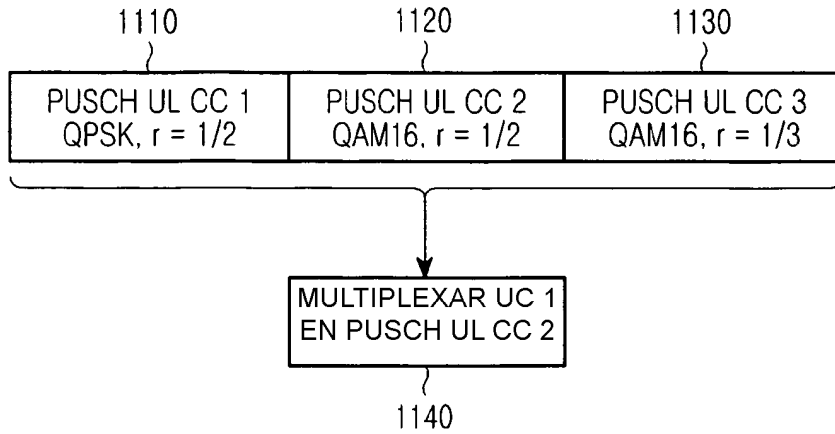 1110 1120 1130
PUSCH UL CC 1 PUSCH UL CC 2 PUSCH UL CC 3
QPSK, r = 1/2 QAM16, r = 1/2 QAM16, r = 1/3
MULTIPLEXAR UC 1
EN PUSCH UL CC 2
1140